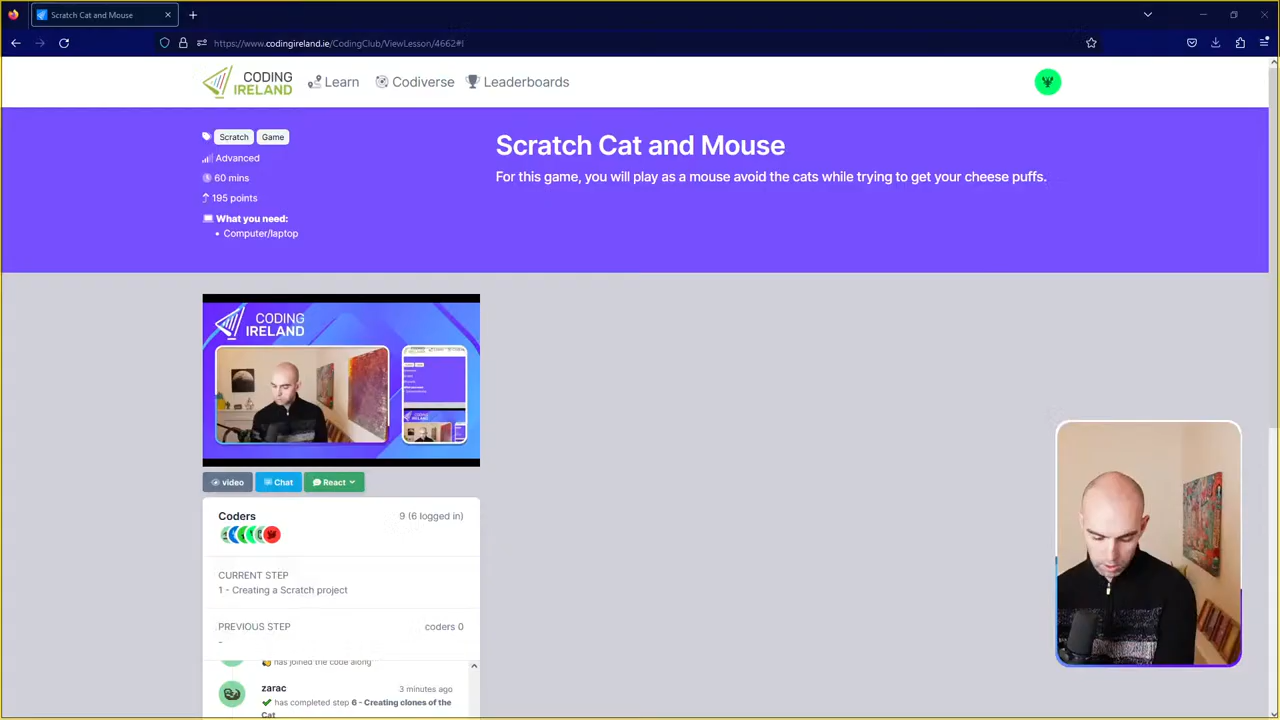 Scratch Cat and Mouse
https://www.codingireland.ie/CodingClub/ViewLesson/4662#!
CODING
IRELAND
Learn
Codiverse
Leaderboards
Scratch
Game
Advanced
60 mins
195 points
What you need:
Computer/laptop
Scratch Cat and Mouse
For this game, you will play as a mouse avoid the cats while trying to get your cheese puffs.
CODING
IRELAND
video
Chat
React
Coders
9 (6 logged in)
CURRENT STEP
1 - Creating a Scratch project
PREVIOUS STEP
coders 0
-
has joined the code along
zarac
3 minutes ago
has completed step 6 - Creating clones of the
Cat